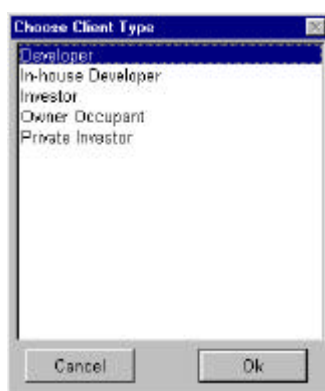 Choose Client Type
Developer
In-house Developer
Investor
Owner Occupant
Private Investor
Cancel
Ok